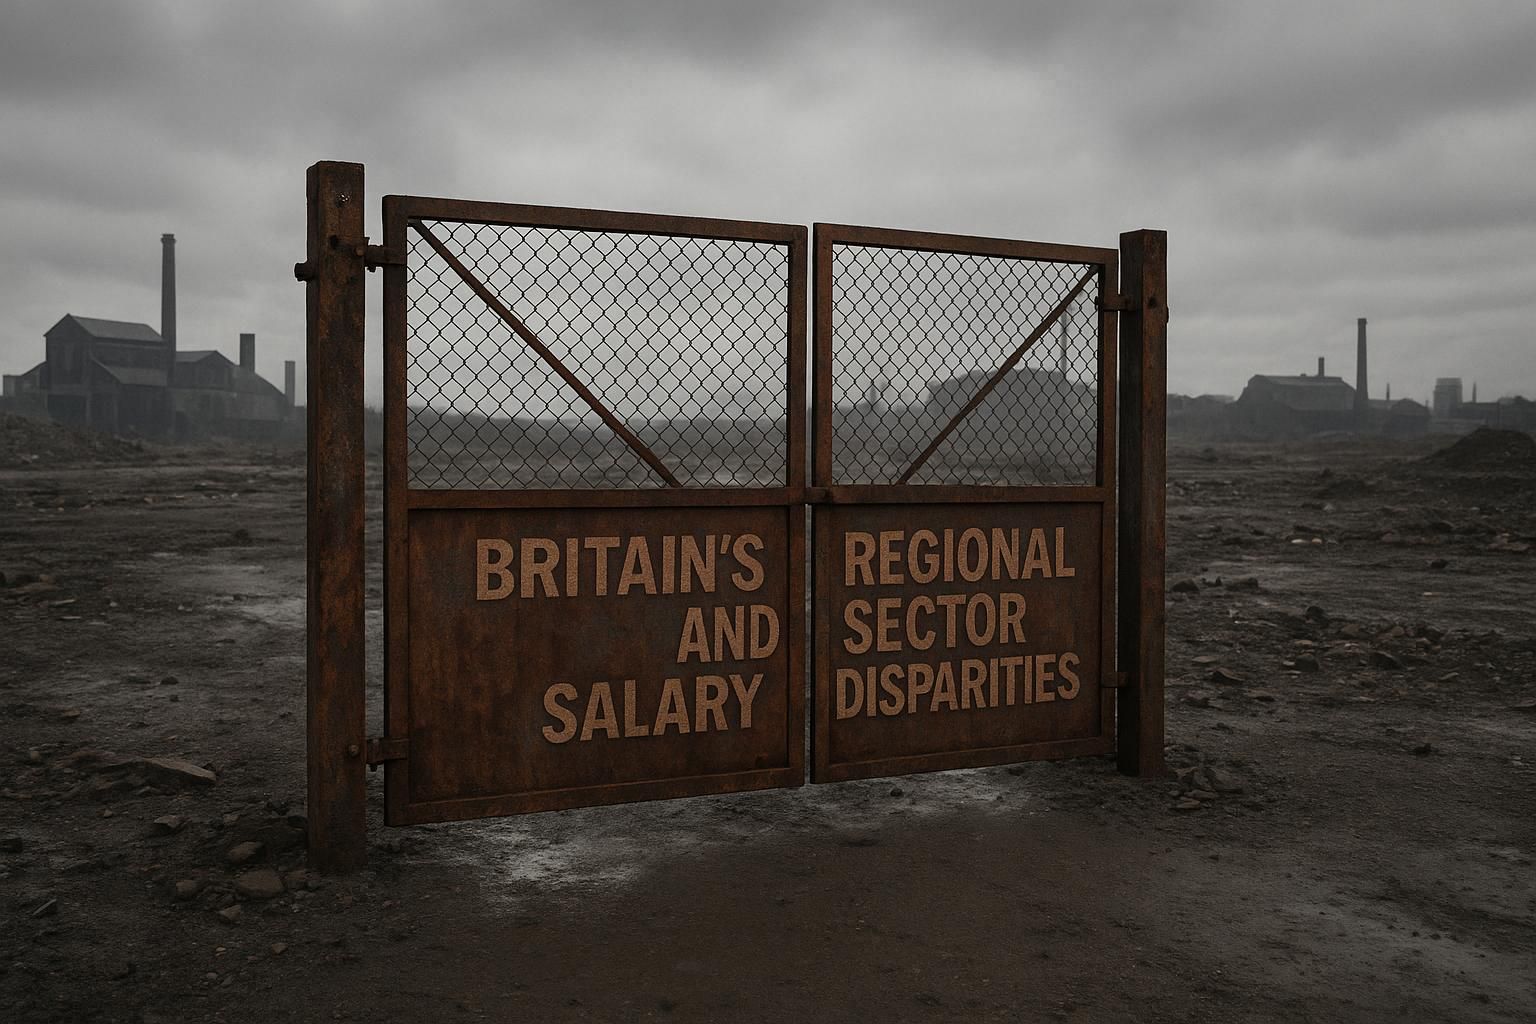 BRITAIN'S REGIONAL
AND SECTOR
SALARY DISPARITIES